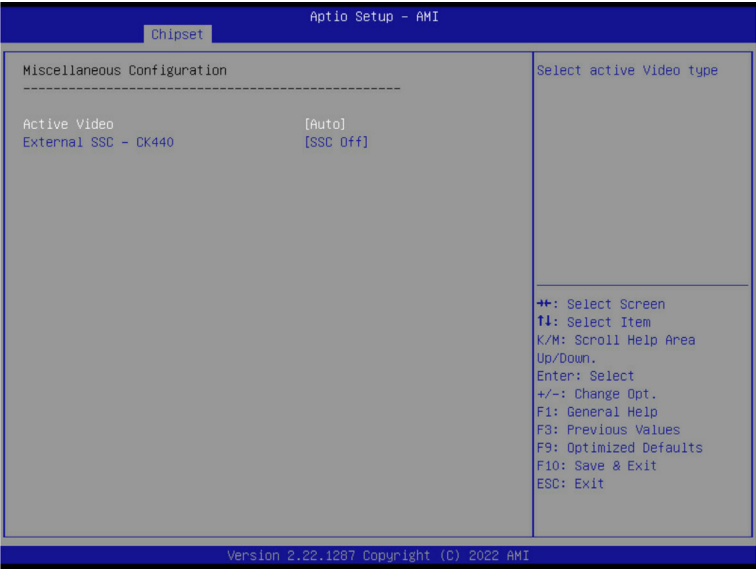 Aptio Setup – AMI
Chipset
Miscellaneous Configuration
--------------------------------------------------
Active Video [Auto]
External SSC – CK440 [SSC Off]
Select active Video type
→←: Select Screen
↑↓: Select Item
K/M: Scroll Help Area
Up/Down.
Enter: Select
+/-: Change Opt.
F1: General Help
F3: Previous Values
F9: Optimized Defaults
F10: Save & Exit
ESC: Exit
Version 2.22.1287 Copyright (C) 2022 AMI